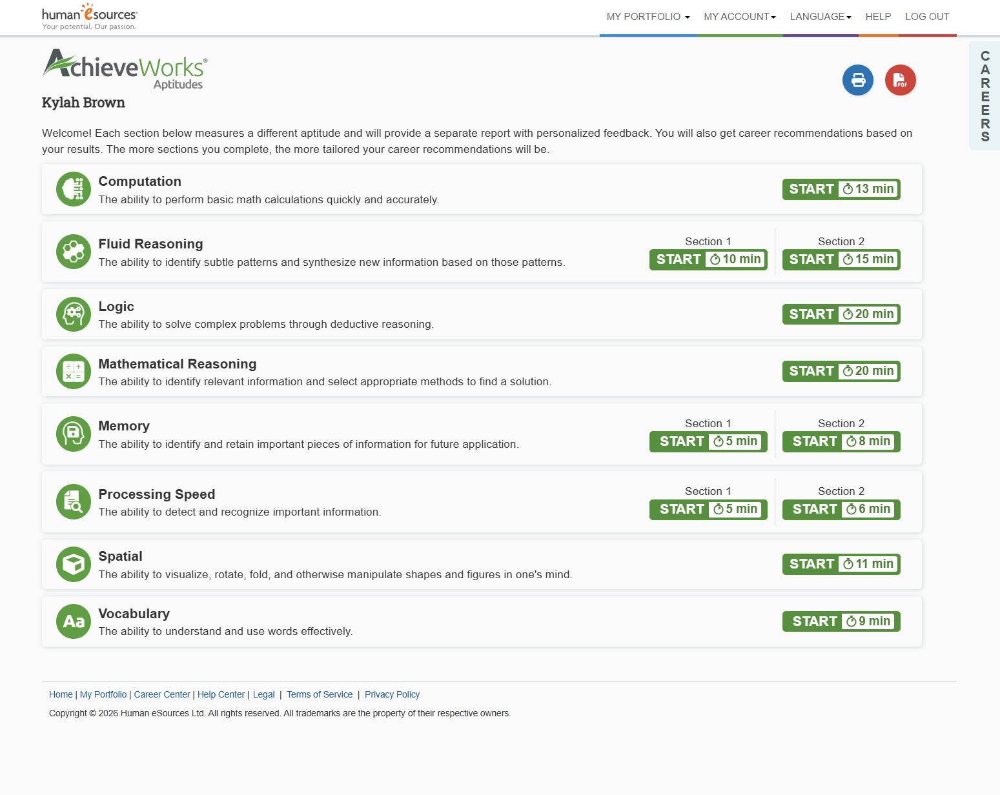 human esources®
Your potential. Our passion.
MY PORTFOLIO
MY ACCOUNT
LANGUAGE
HELP
LOG OUT
AchieveWorks®
Aptitudes
Kylah Brown
PDF
CAREERS
Welcome! Each section below measures a different aptitude and will provide a separate report with personalized feedback. You will also get career recommendations based on
your results. The more sections you complete, the more tailored your career recommendations will be.
Computation
The ability to perform basic math calculations quickly and accurately.
START 13 min
Fluid Reasoning
The ability to identify subtle patterns and synthesize new information based on those patterns.
Section 1
START 10 min
Section 2
START 15 min
Logic
The ability to solve complex problems through deductive reasoning.
START 20 min
Mathematical Reasoning
The ability to identify relevant information and select appropriate methods to find a solution.
START 20 min
Memory
The ability to identify and retain important pieces of information for future application.
Section 1
START 5 min
Section 2
START 8 min
Processing Speed
The ability to detect and recognize important information.
Section 1
START 5 min
Section 2
START 6 min
Spatial
The ability to visualize, rotate, fold, and otherwise manipulate shapes and figures in one's mind.
START 11 min
Aa
Vocabulary
The ability to understand and use words effectively.
START 9 min
Home | My Portfolio | Career Center | Help Center | Legal | Terms of Service | Privacy Policy
Copyright © 2026 Human eSources Ltd. All rights reserved. All trademarks are the property of their respective owners.